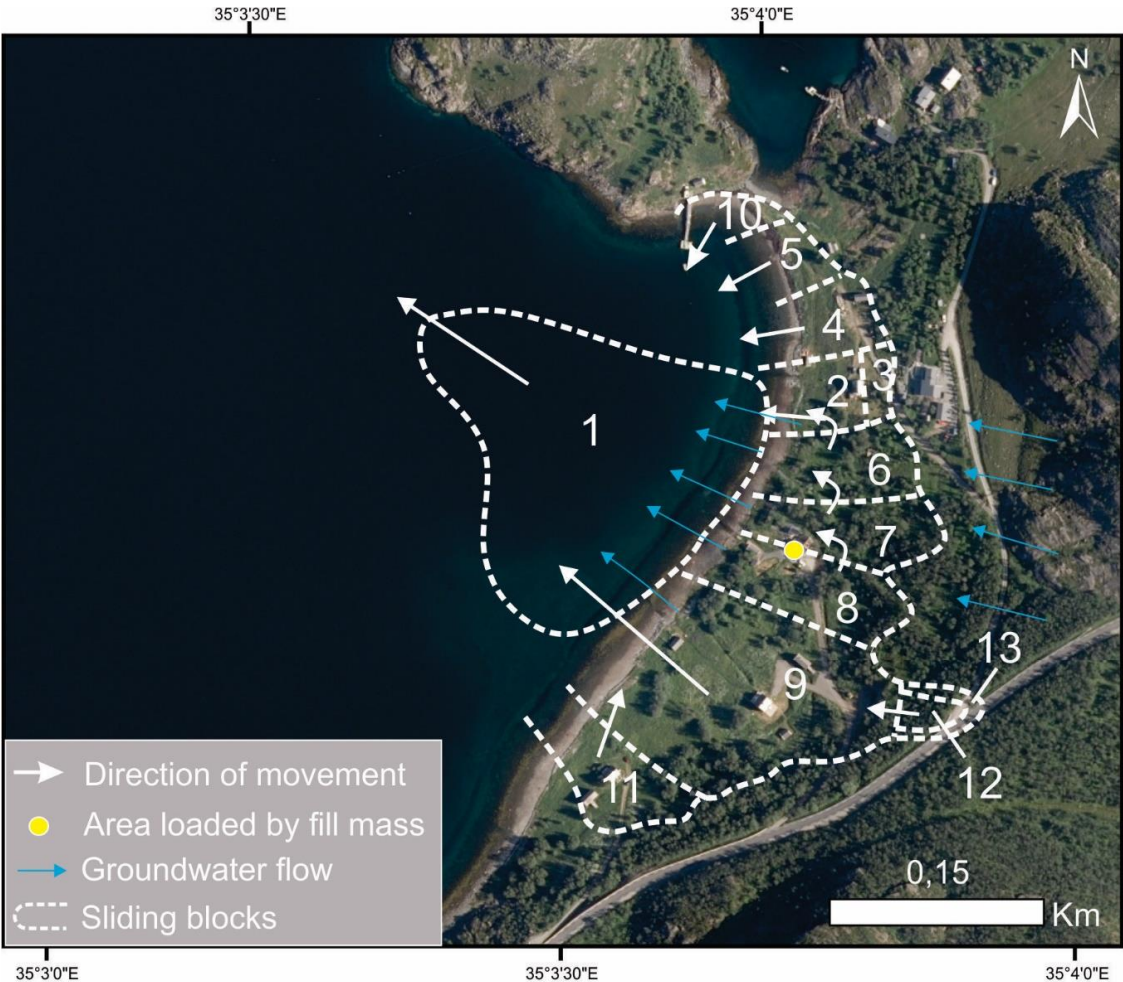 35°3'30"E
35°4'0"E
N
10
5
4
3
2
1
6
7
8
13
9
11
12
Direction of movement
Area loaded by fill mass
Groundwater flow
Sliding blocks
0,15
Km
35°3'0"E
35°3'30"E
35°4'0"E